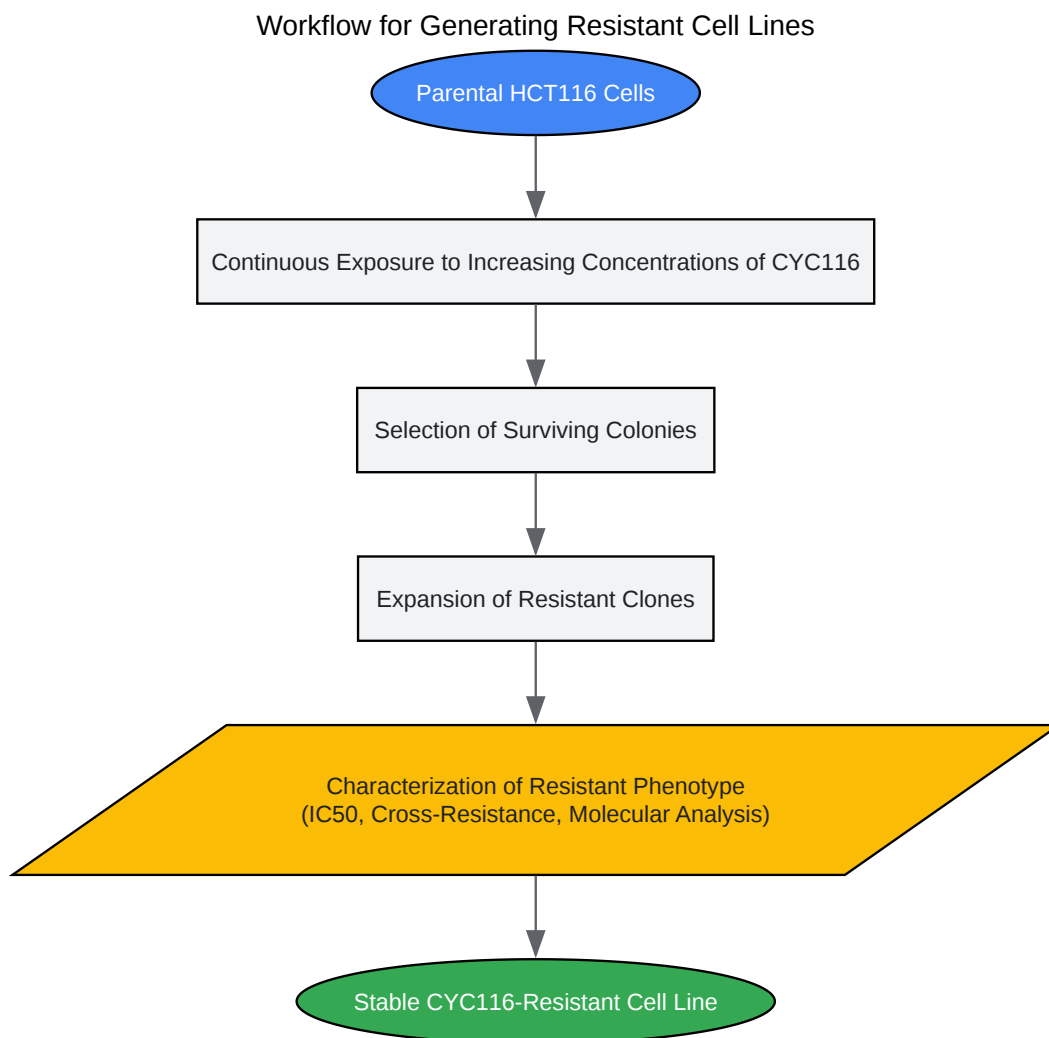 Workflow for Generating Resistant Cell Lines
Parental HCT116 Cells
Continuous Exposure to Increasing Concentrations of CYC116
Selection of Surviving Colonies
Expansion of Resistant Clones
Characterization of Resistant Phenotype
(IC50, Cross-Resistance, Molecular Analysis)
Stable CYC116-Resistant Cell Line